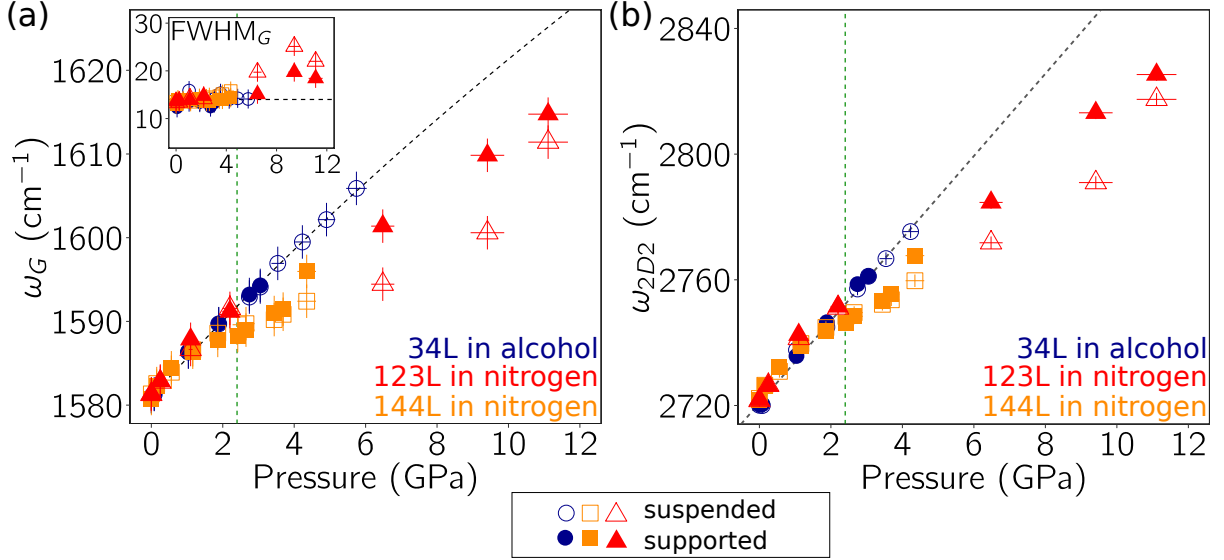 (a)
FWHM_G
30
20
10
0 4 8 12
1620
1610
1600
1590
1580
ω_G (cm⁻¹)
34L in alcohol
123L in nitrogen
144L in nitrogen
0 2 4 6 8 10 12
Pressure (GPa)
(b)
2840
2800
2760
2720
ω_2D2 (cm⁻¹)
34L in alcohol
123L in nitrogen
144L in nitrogen
0 2 4 6 8 10 12
Pressure (GPa)
suspended
supported